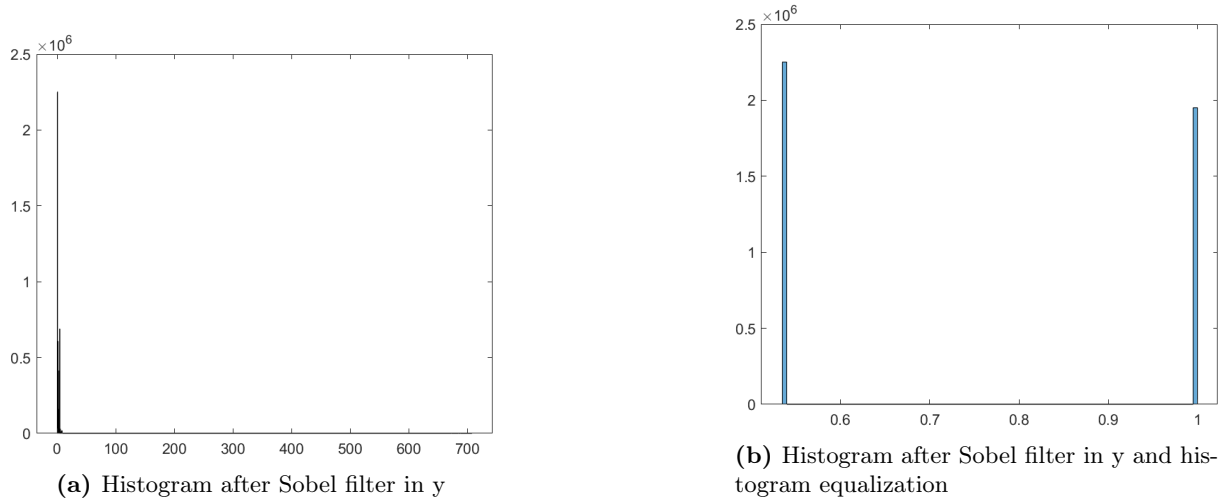 ×10^6
2.5
2
1.5
1
0.5
0
0 100 200 300 400 500 600 700
(a) Histogram after Sobel filter in y
×10^6
2.5
2
1.5
1
0.5
0
0.6 0.7 0.8 0.9 1
(b) Histogram after Sobel filter in y and his-
togram equalization